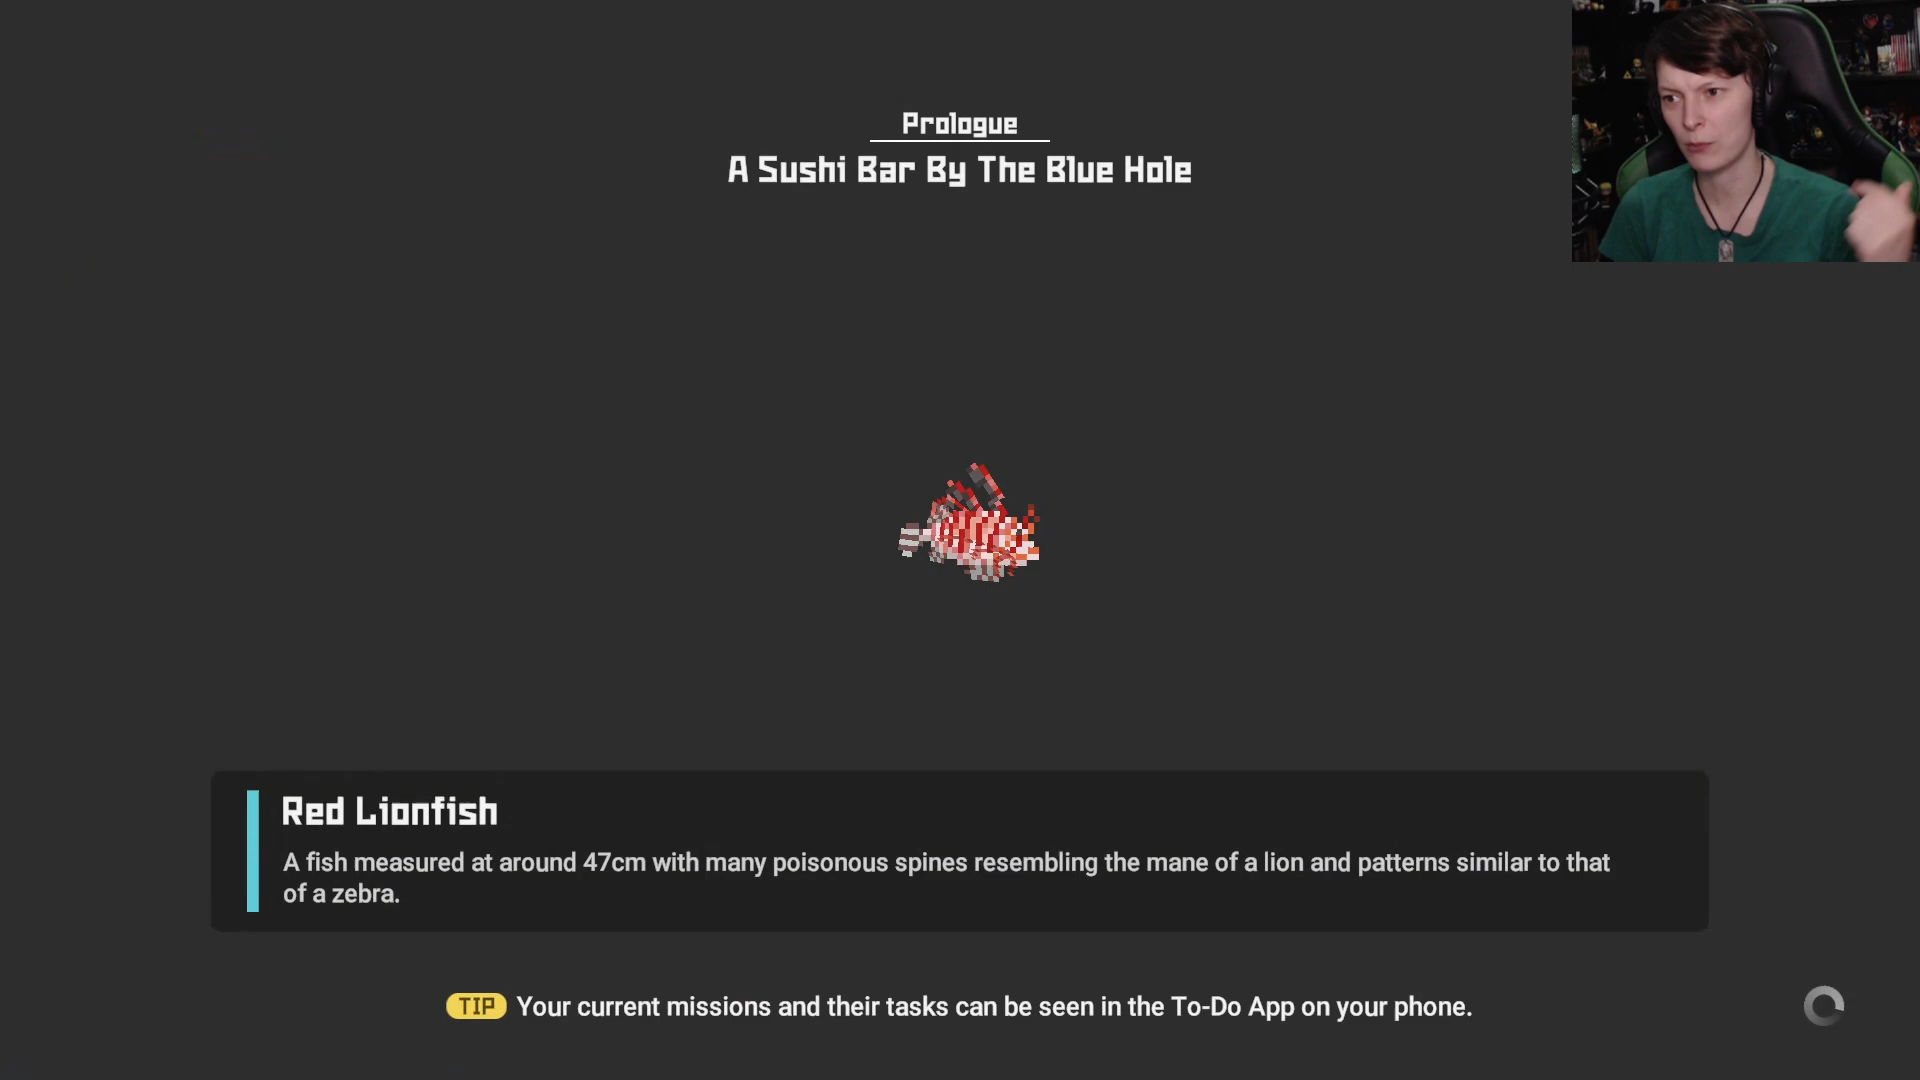 Prologue
A Sushi Bar By The Blue Hole
Red Lionfish
A fish measured at around 47cm with many poisonous spines resembling the mane of a lion and patterns similar to that
of a zebra.
TIP Your current missions and their tasks can be seen in the To-Do App on your phone.